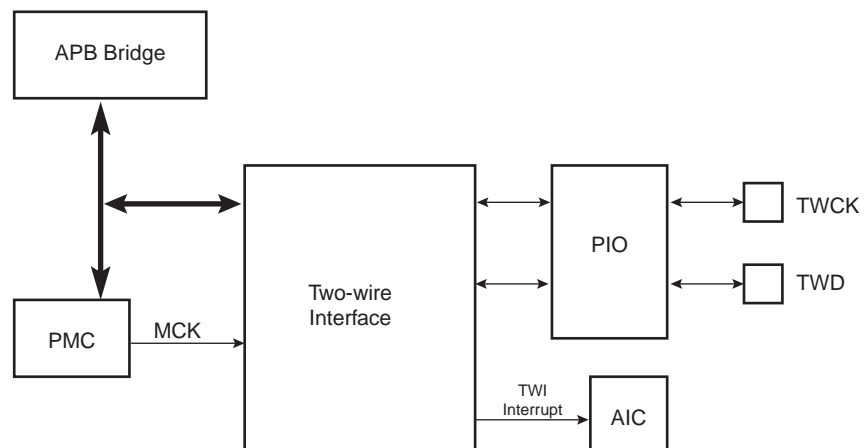 APB Bridge
TWCK
PIO
TWD
Two-wire
Interface
PMC
MCK
TWI
Interrupt
AIC